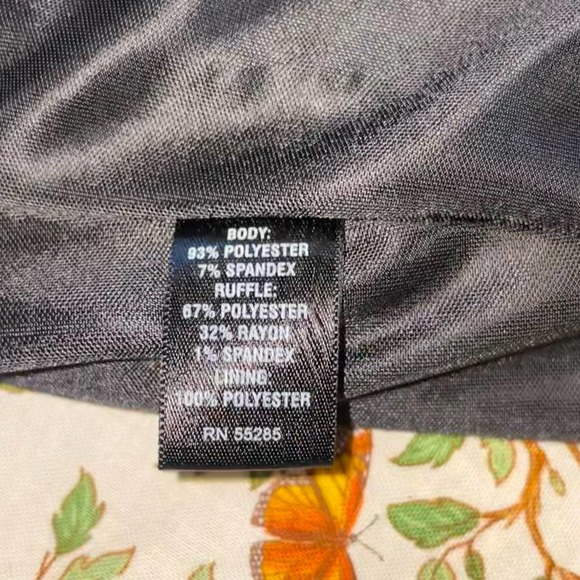 BODY:
93% POLYESTER
7% SPANDEX
RUFFLE:
67% POLYESTER
32% RAYON
1% SPANDEX
LINING:
100% POLYESTER
RN 55285